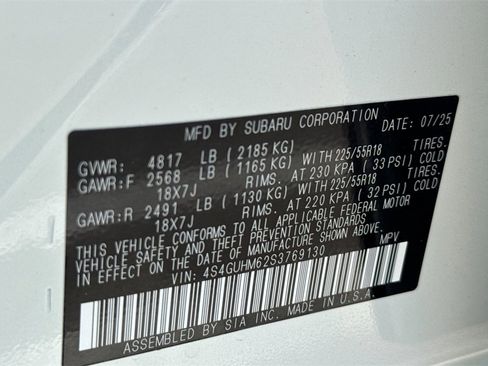 MFD BY SUBARU CORPORATION DATE: 07/25
GVWR: 4817 LB ( 2185 KG)
GAWR:F 2568 LB ( 1165 KG) WITH 225/55R18 TIRES.
18X7J RIMS. AT 230 KPA ( 33 PSI) COLD
GAWR:R 2491 LB ( 1130 KG) WITH 225/55R18 TIRES.
18X7J RIMS. AT 220 KPA ( 32 PSI) COLD
THIS VEHICLE CONFORMS TO ALL APPLICABLE FEDERAL MOTOR
VEHICLE SAFETY, BUMPER, AND THEFT PREVENTION STANDARDS
IN EFFECT ON THE DATE OF MANUFACTURE SHOWN ABOVE.
VIN: 4S4GUHM62S3769130 MPV
ASSEMBLED BY SIA INC. MADE IN U.S.A.